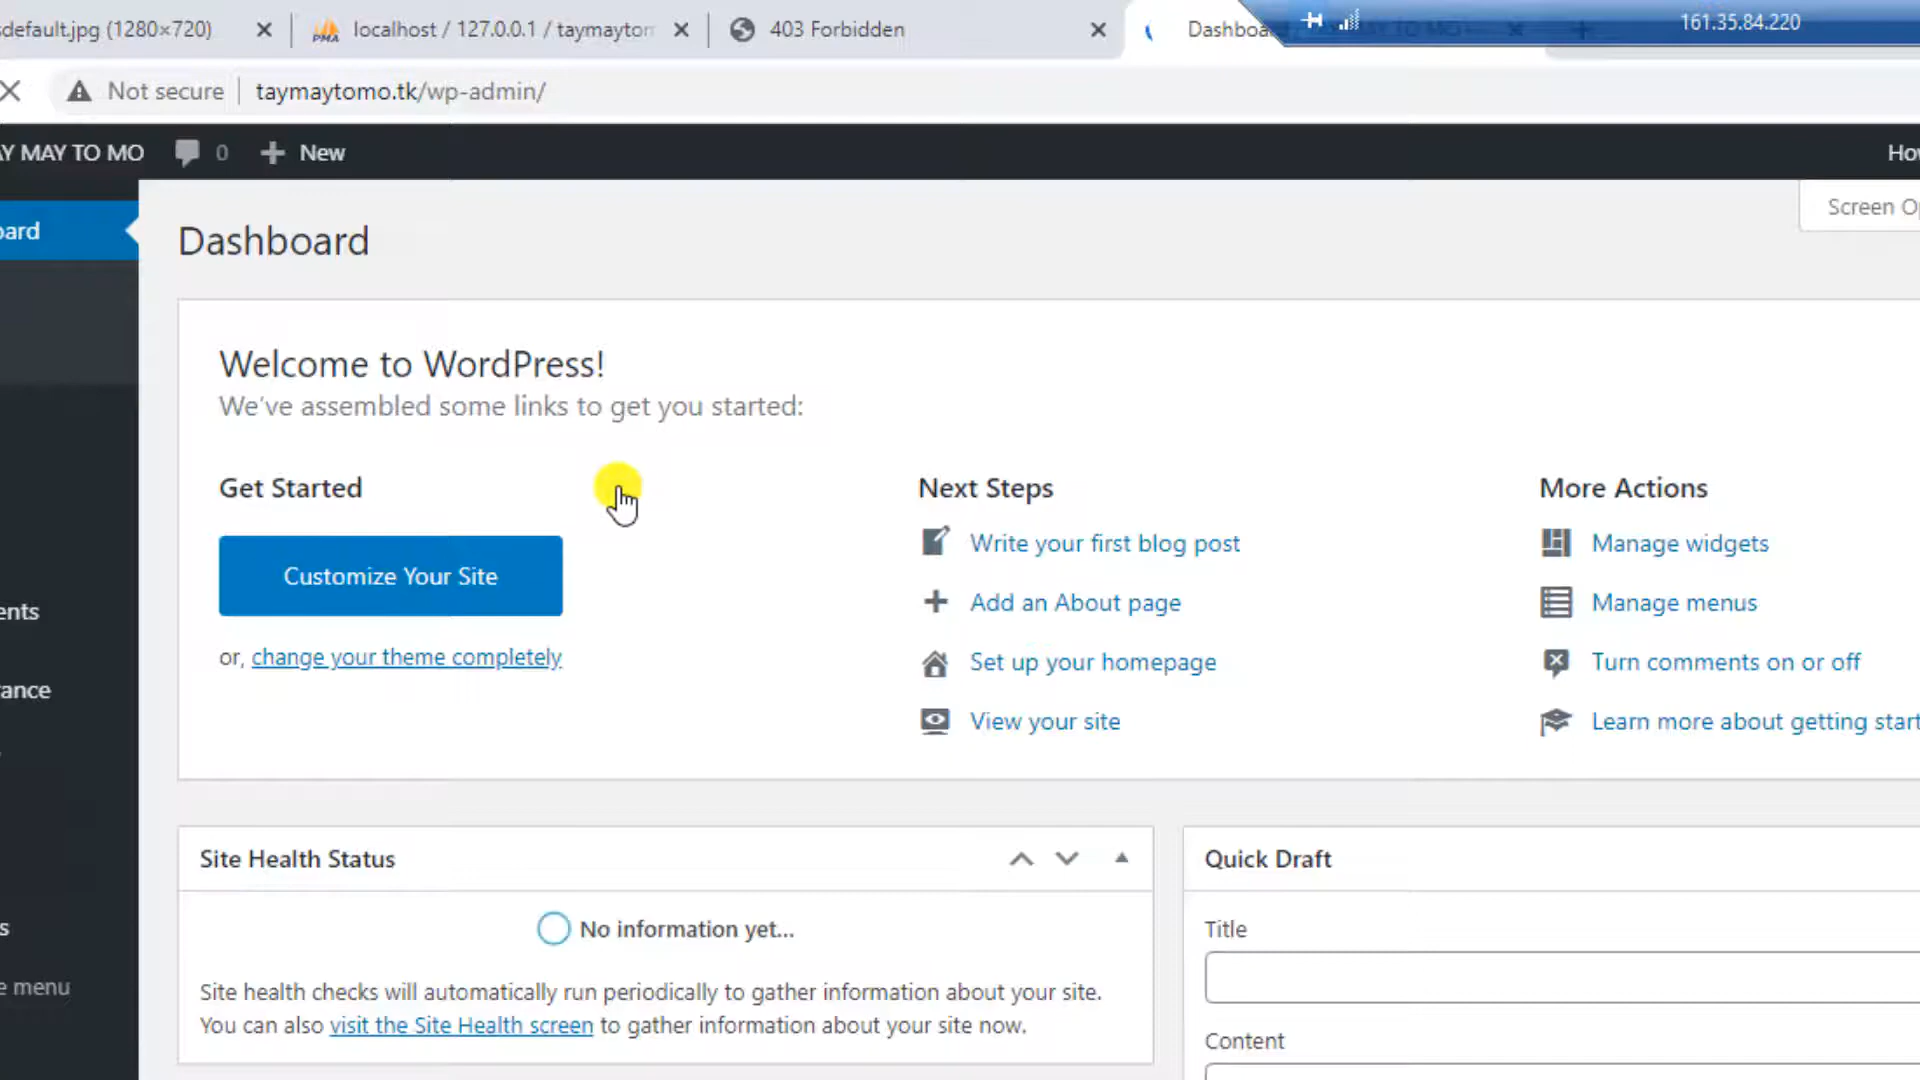 default.jpg (1280×720)
localhost / 127.0.0.1 / taymaytom
403 Forbidden
Dashboa
161.35.84.220
Not secure
taymaytomo.tk/wp-admin/
AY MAY TO MO
0
New
How
Screen Op
ard
Dashboard
Welcome to WordPress!
We've assembled some links to get you started:
Get Started
Next Steps
More Actions
Customize Your Site
Write your first blog post
Manage widgets
ents
Add an About page
Manage menus
or, change your theme completely
Set up your homepage
Turn comments on or off
rance
View your site
Learn more about getting start
Site Health Status
Quick Draft
s
No information yet...
Title
e menu
Site health checks will automatically run periodically to gather information about your site.
You can also visit the Site Health screen to gather information about your site now.
Content